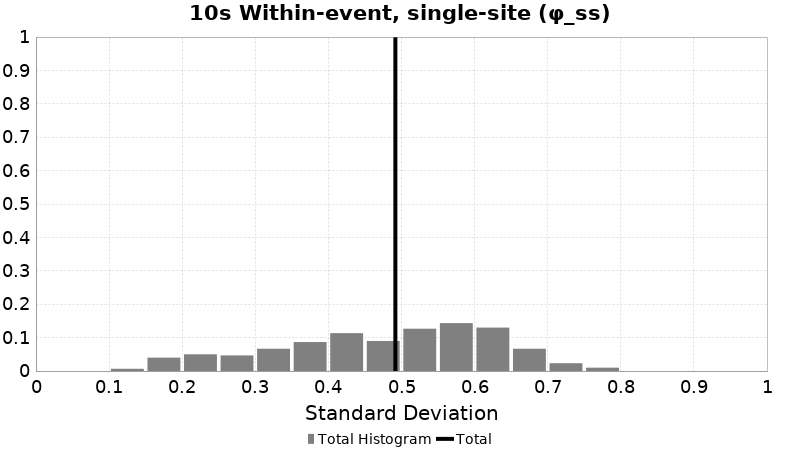 10s Within-event, single-site (φ_ss)
1
0.9
0.8
0.7
0.6
0.5
0.4
0.3
0.2
0.1
0
0 0.1 0.2 0.3 0.4 0.5 0.6 0.7 0.8 0.9 1
Standard Deviation
Total Histogram Total